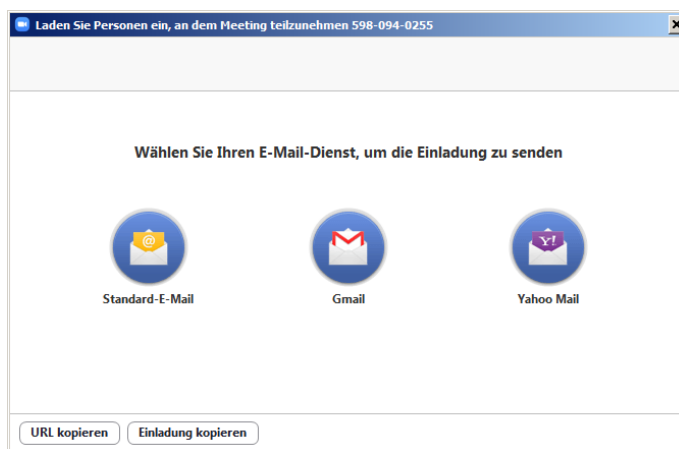 Laden Sie Personen ein, an dem Meeting teilzunehmen 598-094-0255
Wählen Sie Ihren E-Mail-Dienst, um die Einladung zu senden
@
Y!
Standard-E-Mail
Gmail
Yahoo Mail
URL kopieren
Einladung kopieren